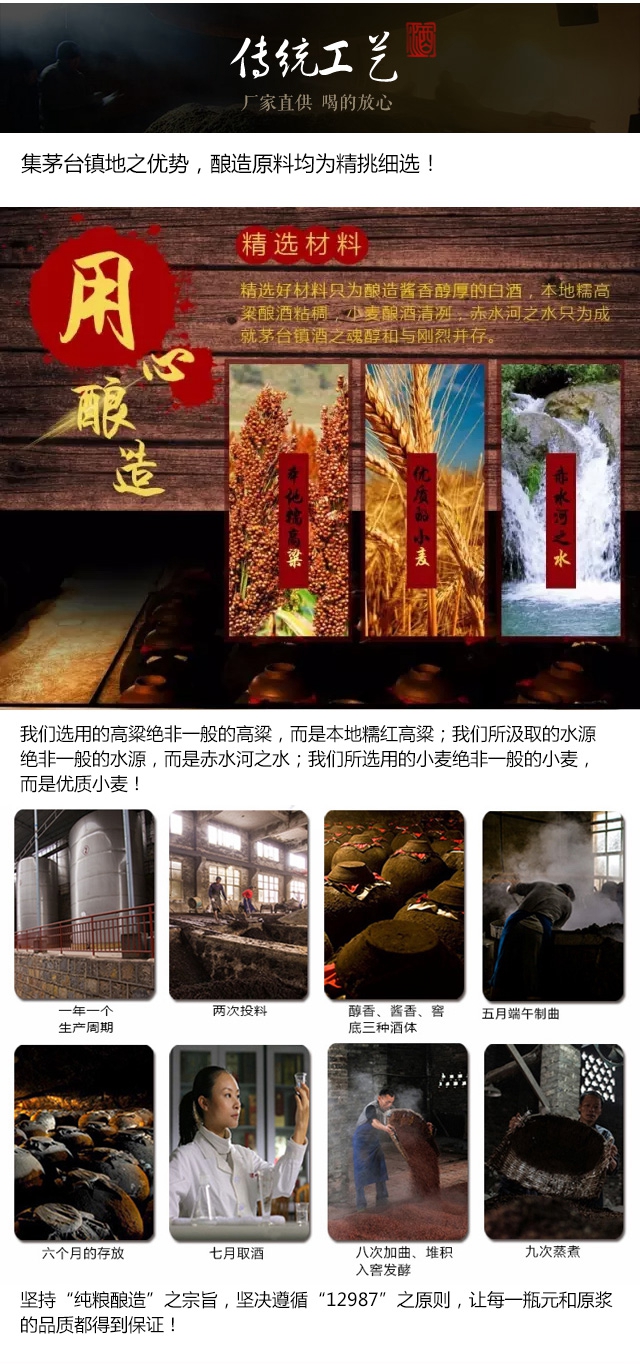 传统工艺
酒
厂家直供 喝的放心
集茅台镇地之优势，酿造原料均为精挑细选！
用心酿造
精选材料
精选好材料只为酿造酱香醇厚的白酒，本地糯高
粱酿酒粘稠，小麦酿酒清冽，赤水河之水只为成
就茅台镇酒之魂醇和与刚烈并存。
本地糯高粱
优质的小麦
赤水河之水
我们选用的高粱绝非一般的高粱，而是本地糯红高粱；我们所汲取的水源
绝非一般的水源，而是赤水河之水；我们所选用的小麦绝非一般的小麦，
而是优质小麦！
一年一个
生产周期
两次投料
醇香、酱香、窖
底三种酒体
五月端午制曲
六个月的存放
七月取酒
八次加曲、堆积
入窖发酵
九次蒸煮
坚持“纯粮酿造”之宗旨，坚决遵循“12987”之原则，让每一瓶元和原浆
的品质都得到保证！